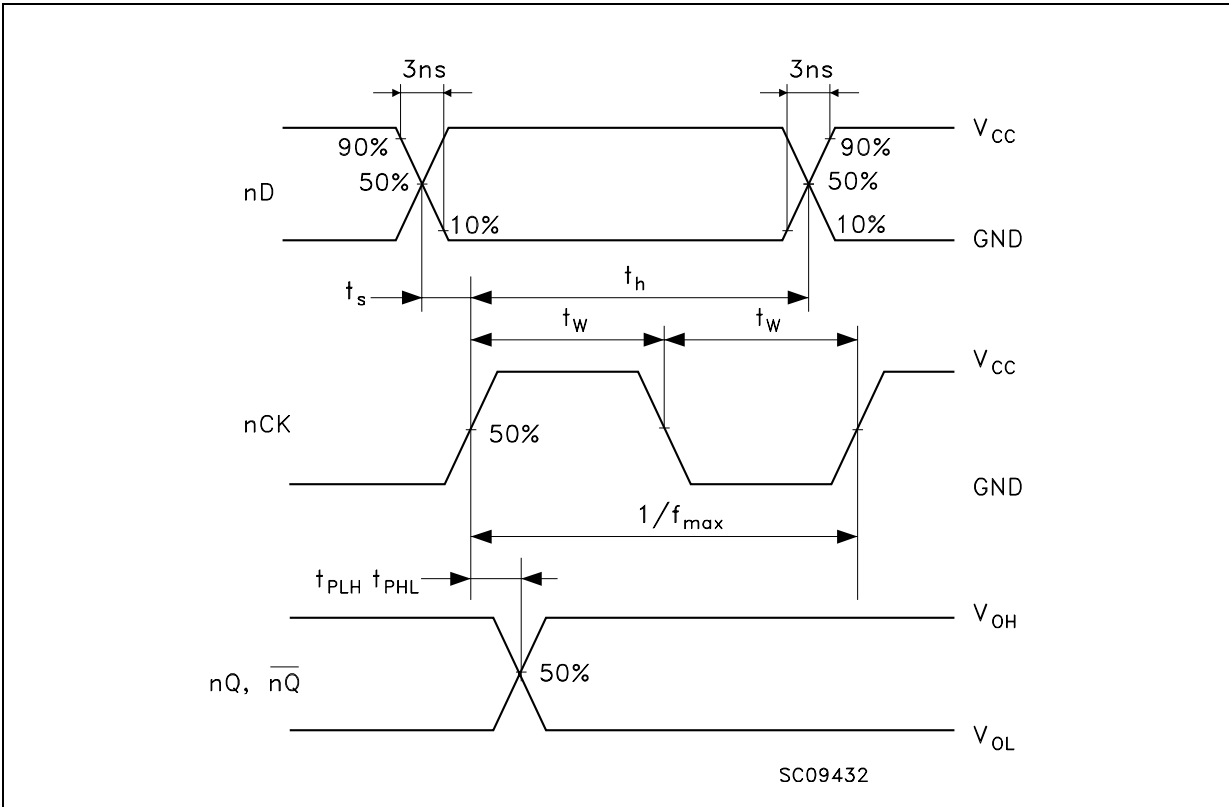 3ns 3ns
90% 90% V_CC
nD 50% 50%
10% 10% GND
t_s t_h
t_W t_W
V_CC
nCK 50%
GND
1/f_max
t_PLH t_PHL
V_OH
nQ, n̅Q̅ 50%
V_OL
SC09432